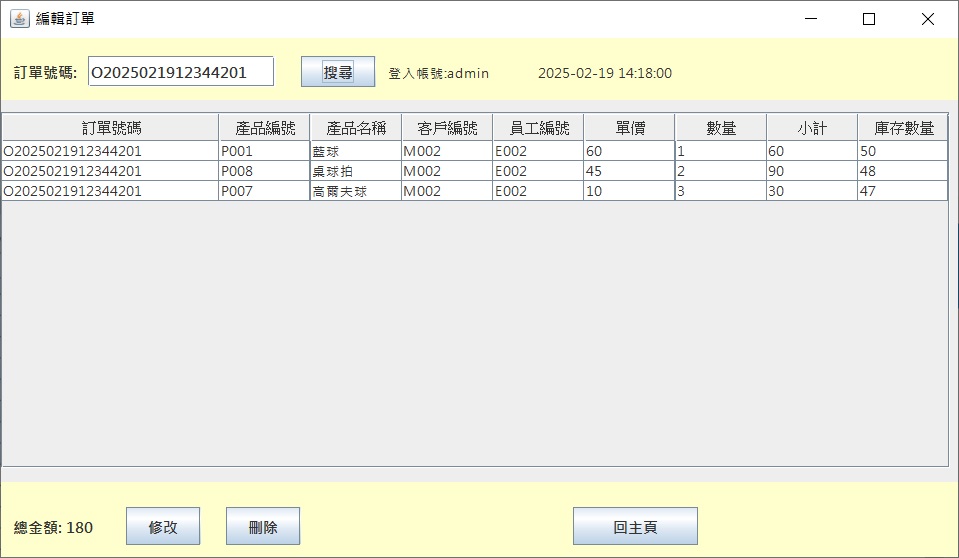 編輯訂單
訂單號碼: O2025021912344201 搜尋 登入帳號:admin 2025-02-19 14:18:00
訂單號碼 產品編號 產品名稱 客戶編號 員工編號 單價 數量 小計 庫存數量
O2025021912344201 P001 藍球 M002 E002 60 1 60 50
O2025021912344201 P008 桌球拍 M002 E002 45 2 90 48
O2025021912344201 P007 高爾夫球 M002 E002 10 3 30 47
總金額: 180 修改 刪除 回主頁